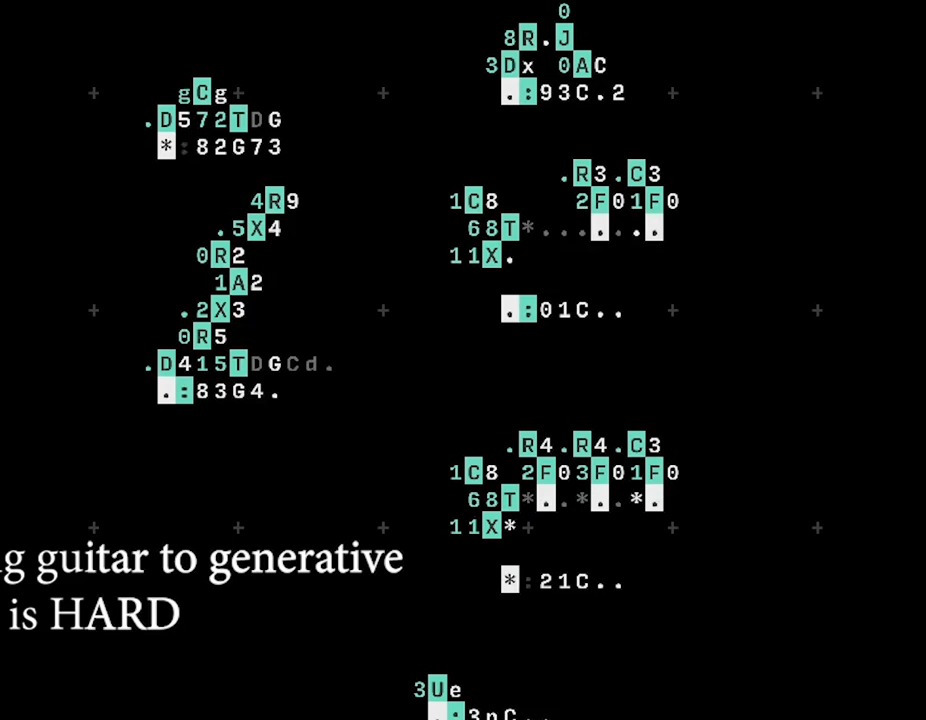 0
8R.J
3Dx 0AC
.:93C.2
gCg
.D572TDG
*:82G73
.R3.C3
4R9
1C8 2F01F0
.5X4
68T*.......
0R2
11X.
1A2
.2X3
.:01C..
0R5
.D415TDGCd.
.:83G4.
.R4.R4.C3
1C8 2F03F01F0
68T*..*..*.
11X*
g guitar to generative
*:21C..
is HARD
3Ue
.:3nC..